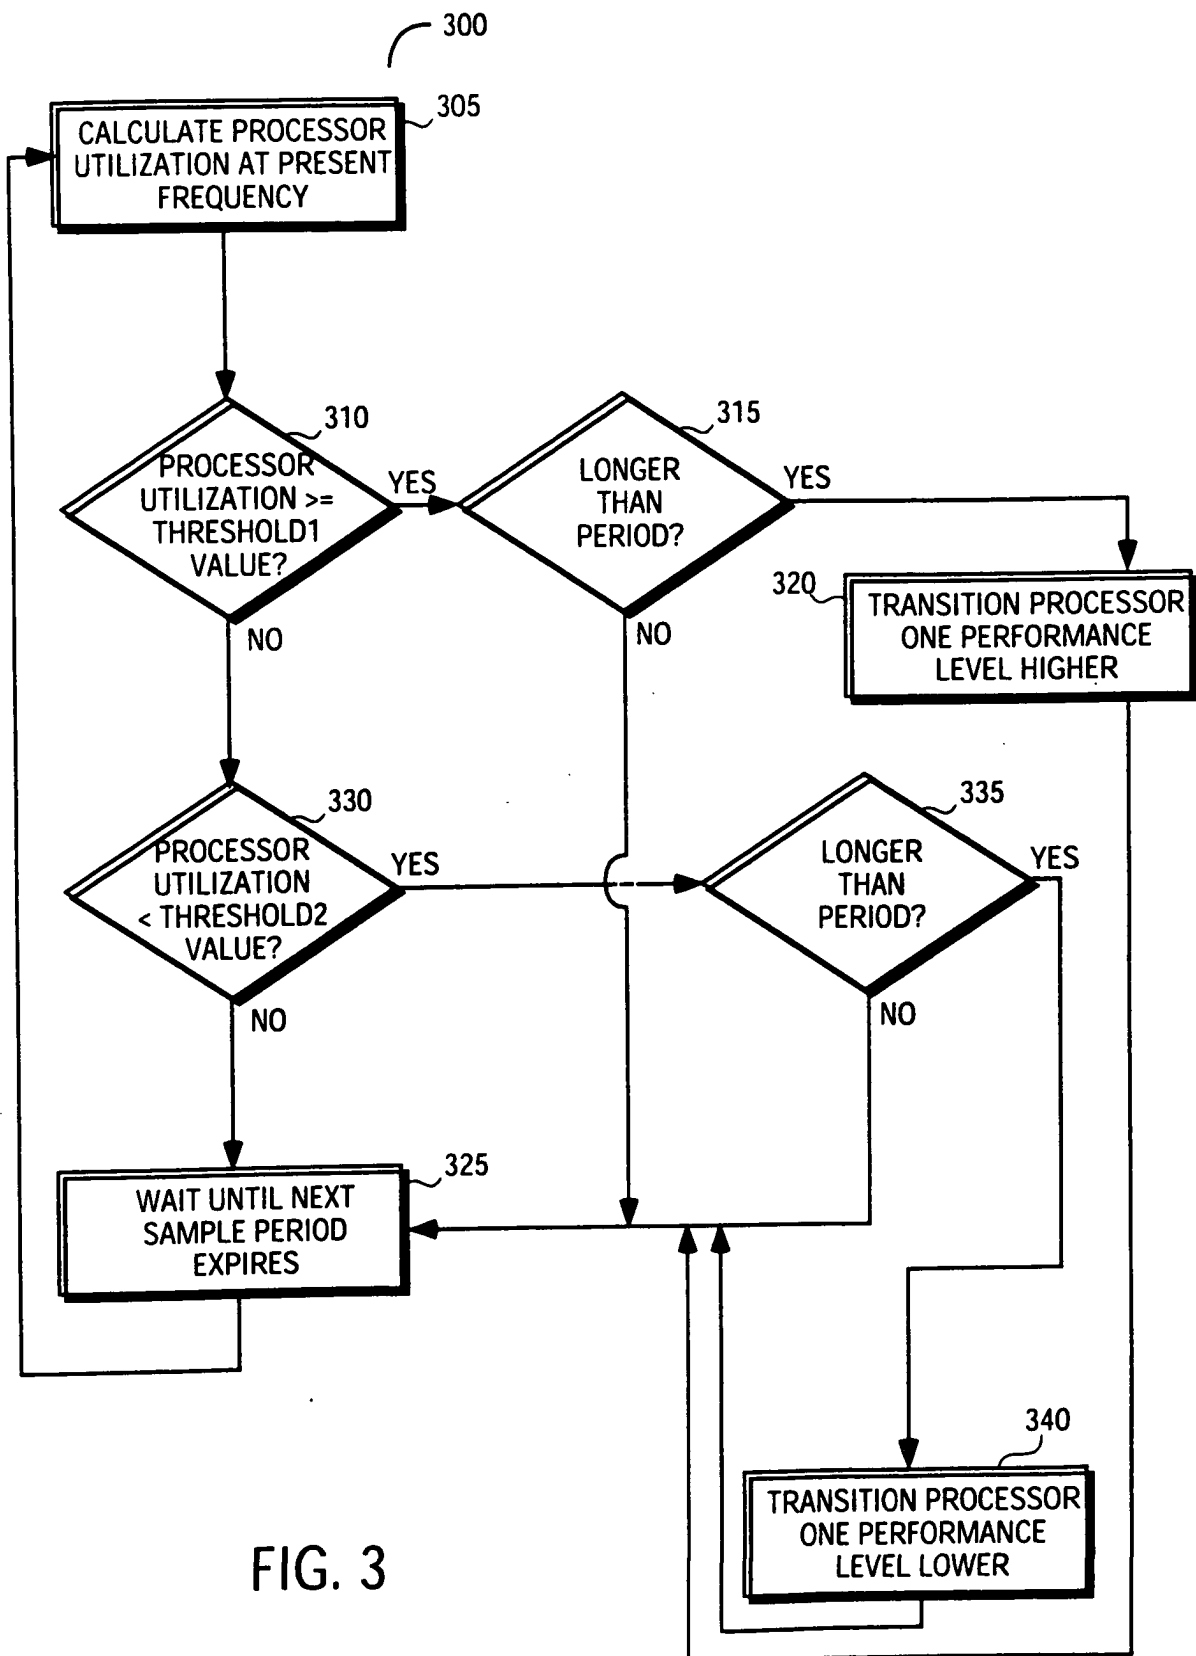 300
305
CALCULATE PROCESSOR
UTILIZATION AT PRESENT
FREQUENCY
310
PROCESSOR
UTILIZATION >=
THRESHOLD1
VALUE?
YES
NO
315
LONGER
THAN
PERIOD?
YES
NO
320
TRANSITION PROCESSOR
ONE PERFORMANCE
LEVEL HIGHER
330
PROCESSOR
UTILIZATION
< THRESHOLD2
VALUE?
YES
NO
335
LONGER
THAN
PERIOD?
YES
NO
325
WAIT UNTIL NEXT
SAMPLE PERIOD
EXPIRES
340
TRANSITION PROCESSOR
ONE PERFORMANCE
LEVEL LOWER
FIG. 3